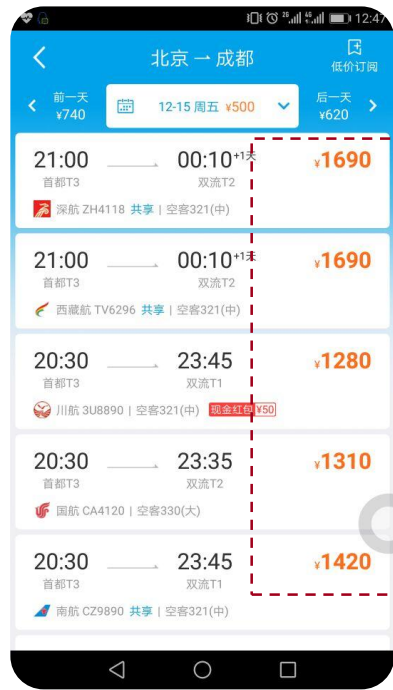 12:47
北京 — 成都
低价订阅
前一天
¥740
12-15 周五 ¥500
后一天
¥620
21:00 00:10+1天 ¥1690
首都T3 双流T2
深航 ZH4118 共享 | 空客321(中)
21:00 00:10+1天 ¥1690
首都T3 双流T2
西藏航 TV6296 共享 | 空客321(中)
20:30 23:45 ¥1280
首都T3 双流T1
川航 3U8890 | 空客321(中) 现金红包 ¥50
20:30 23:35 ¥1310
首都T3 双流T2
国航 CA4120 | 空客330(大)
20:30 23:45 ¥1420
首都T3 双流T1
南航 CZ9890 共享 | 空客321(中)